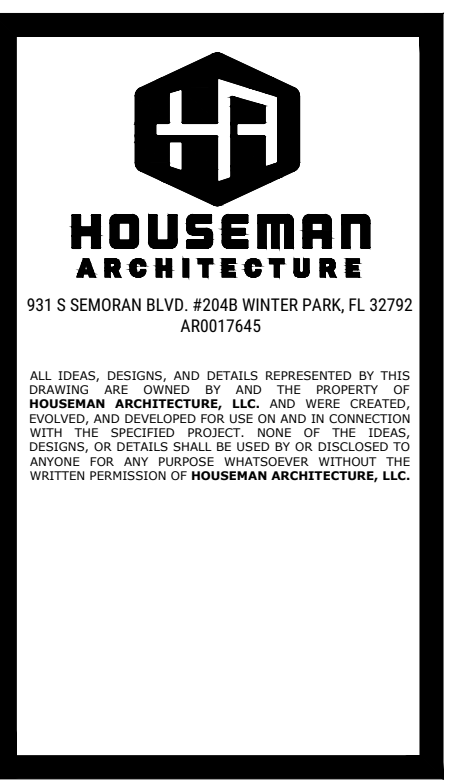 HA
HOUSEMAN
ARCHITECTURE
931 S SEMORAN BLVD. #204B WINTER PARK, FL 32792
AR0017645
ALL IDEAS, DESIGNS, AND DETAILS REPRESENTED BY THIS
DRAWING ARE OWNED BY AND THE PROPERTY OF
HOUSEMAN ARCHITECTURE, LLC. AND WERE CREATED,
EVOLVED, AND DEVELOPED FOR USE ON AND IN CONNECTION
WITH THE SPECIFIED PROJECT. NONE OF THE IDEAS,
DESIGNS, OR DETAILS SHALL BE USED BY OR DISCLOSED TO
ANYONE FOR ANY PURPOSE WHATSOEVER WITHOUT THE
WRITTEN PERMISSION OF HOUSEMAN ARCHITECTURE, LLC.